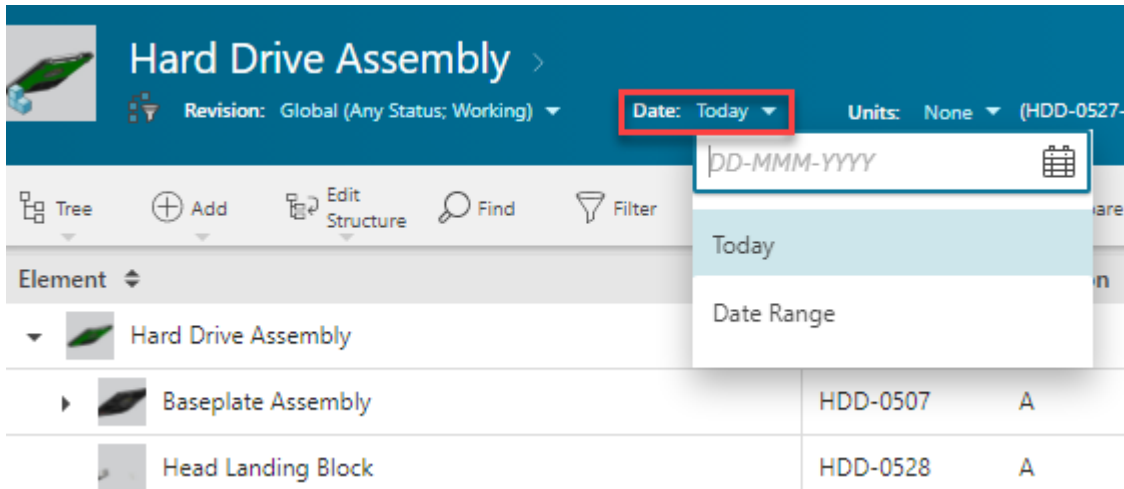 Hard Drive Assembly
Revision: Global (Any Status; Working) Date: Today Units: None (HDD-0527-
DD-MMM-YYYY
Tree Add Edit Structure Find Filter
Today
Element
Date Range
Hard Drive Assembly
Baseplate Assembly HDD-0507 A
Head Landing Block HDD-0528 A